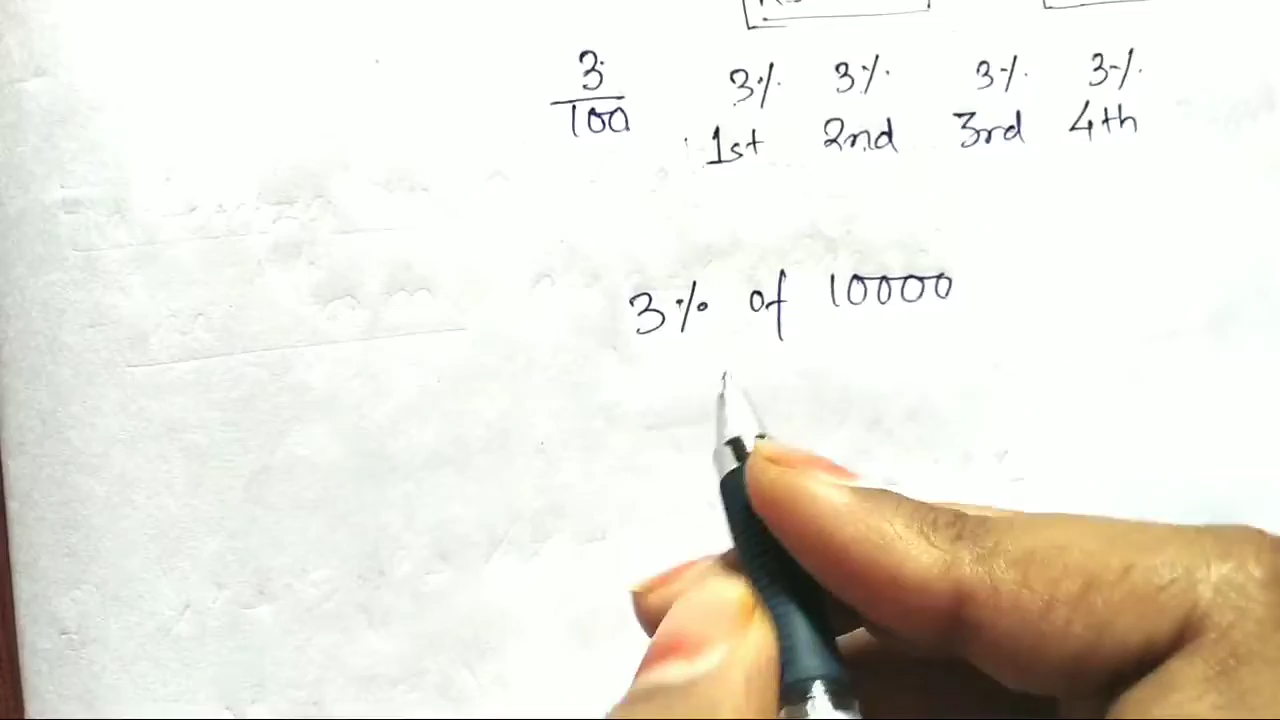 3/100 3% 3% 3% 3%
1st 2nd 3rd 4th
3% of 10000